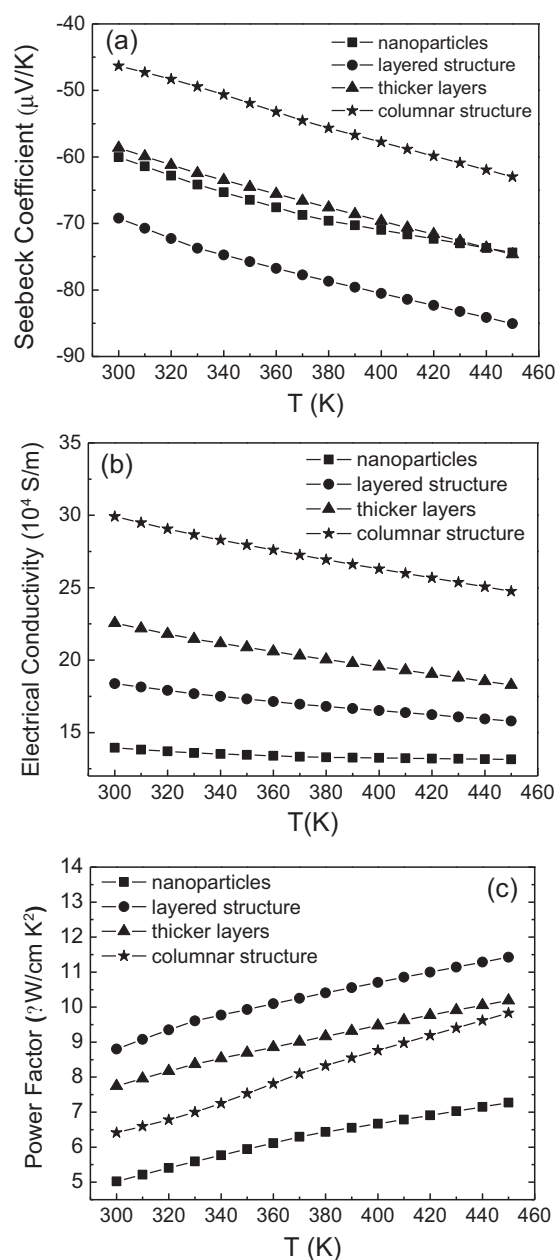 (a)
nanoparticles
layered structure
thicker layers
columnar structure
-40
-50
-60
-70
-80
-90
Seebeck Coefficient (μV/K)
300 320 340 360 380 400 420 440 460
T (K)
(b)
nanoparticles
layered structure
thicker layers
columnar structure
35
30
25
20
15
Electrical Conductivity (10⁴ S/m)
300 320 340 360 380 400 420 440 460
T(K)
(c)
nanoparticles
layered structure
thicker layers
columnar structure
14
13
12
11
10
9
8
7
6
5
Power Factor (?W/cm K²)
300 320 340 360 380 400 420 440 460
T (K)